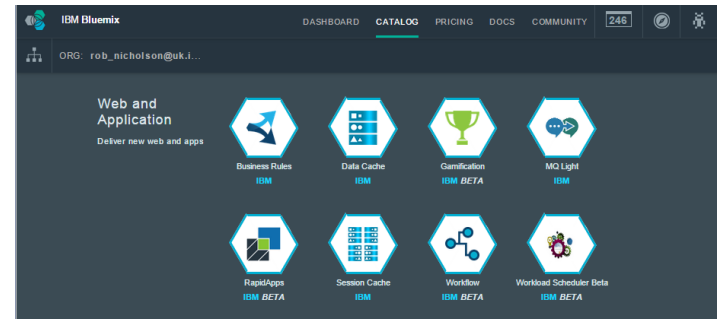 IBM Bluemix DASHBOARD CATALOG PRICING DOCS COMMUNITY 246
ORG: rob_nicholson@uk.i...
Web and
Application
Deliver new web and apps
Business Rules Data Cache Gamification MQ Light
IBM IBM IBM BETA IBM
RapidApps Session Cache Workflow Workload Scheduler Beta
IBM BETA IBM IBM BETA IBM BETA